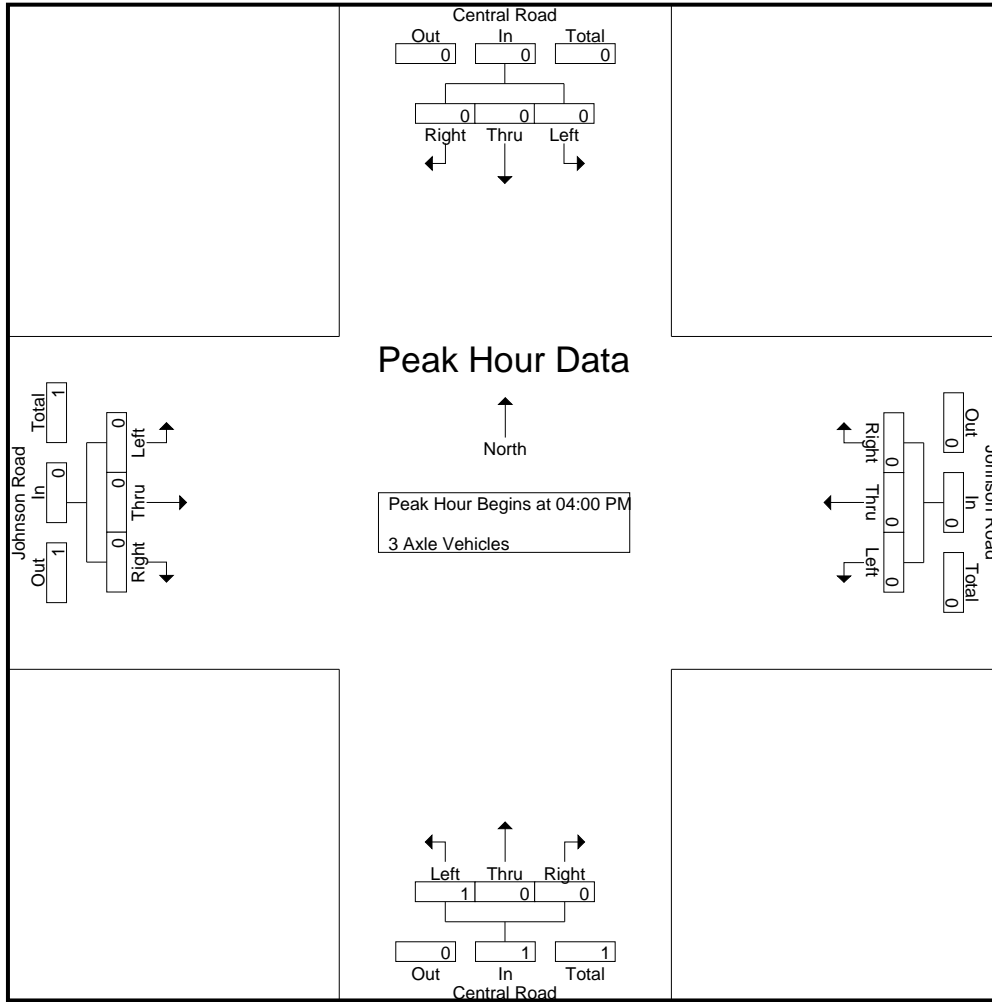 Central Road
Out In Total
0 0 0
0 0 0
Right Thru Left
Peak Hour Data
North
Peak Hour Begins at 04:00 PM
3 Axle Vehicles
Johnson Road
Out In Total
1 0 1
0 0 0
Right Thru Left
Johnson Road
Out In Total
0 0 0
0 0 0
Right Thru Left
Left Thru Right
1 0 0
0 1 1
Out In Total
Central Road